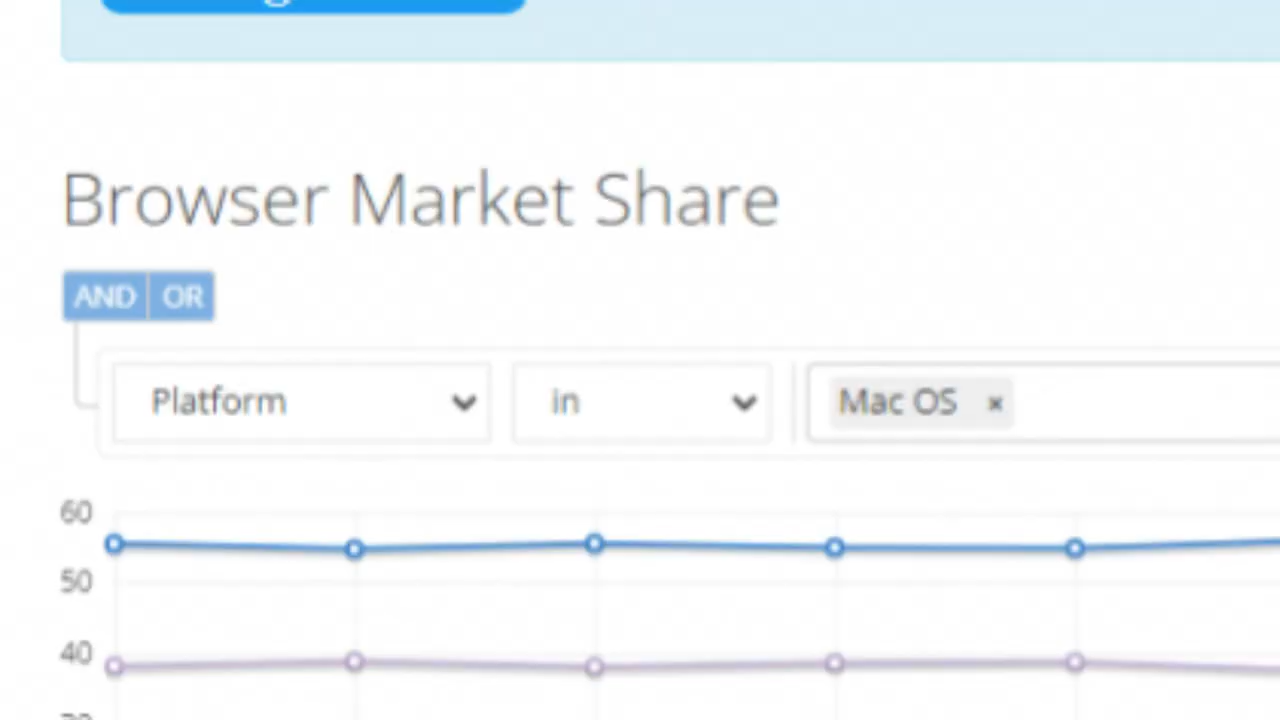 Browser Market Share
AND OR
Platform in Mac OS ×
60
50
40